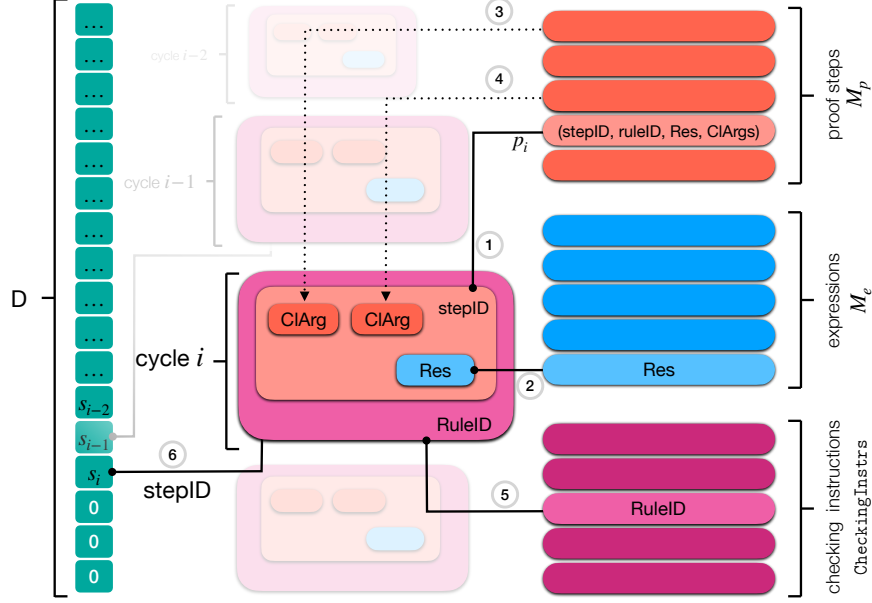 D
...
...
...
...
...
...
...
...
...
...
...
s_{i−2}
s_{i−1}
s_i
0
0
0
cycle i−2
cycle i−1
cycle i
ClArg
ClArg
stepID
Res
RuleID
3
4
1
2
6
stepID
5
p_i
(stepID, ruleID, Res, ClArgs)
proof steps
M_p
Res
expressions
M_e
RuleID
checking instructions
CheckingInstrs